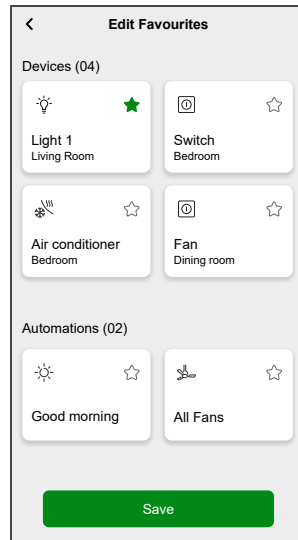 Edit Favourites
Devices (04)
Light 1
Living Room
Switch
Bedroom
Air conditioner
Bedroom
Fan
Dining room
Automations (02)
Good morning
All Fans
Save